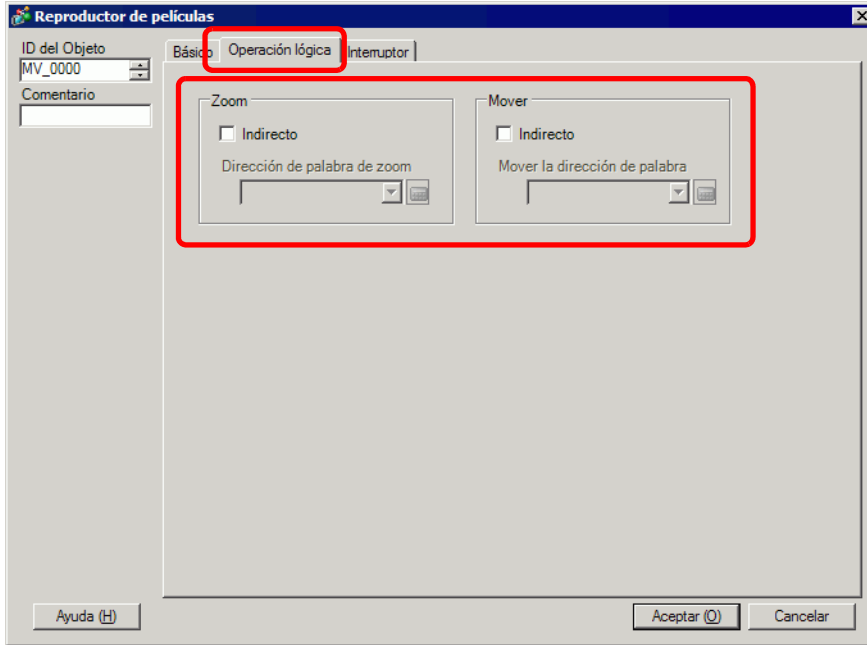 Reproductor de películas
ID del Objeto
MV_0000
Comentario
Básico
Operación lógica
Interruptor
Zoom
Indirecto
Dirección de palabra de zoom
Mover
Indirecto
Mover la dirección de palabra
Ayuda (H)
Aceptar (O)
Cancelar